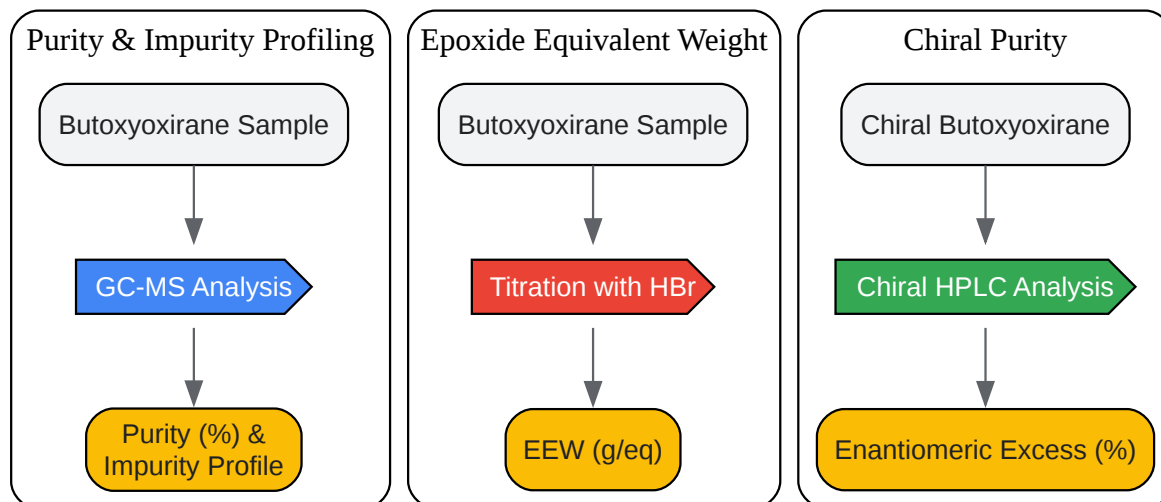 Purity & Impurity Profiling
Butoxyoxirane Sample
GC-MS Analysis
Purity (%) &
Impurity Profile
Epoxide Equivalent Weight
Butoxyoxirane Sample
Titration with HBr
EEW (g/eq)
Chiral Purity
Chiral Butoxyoxirane
Chiral HPLC Analysis
Enantiomeric Excess (%)